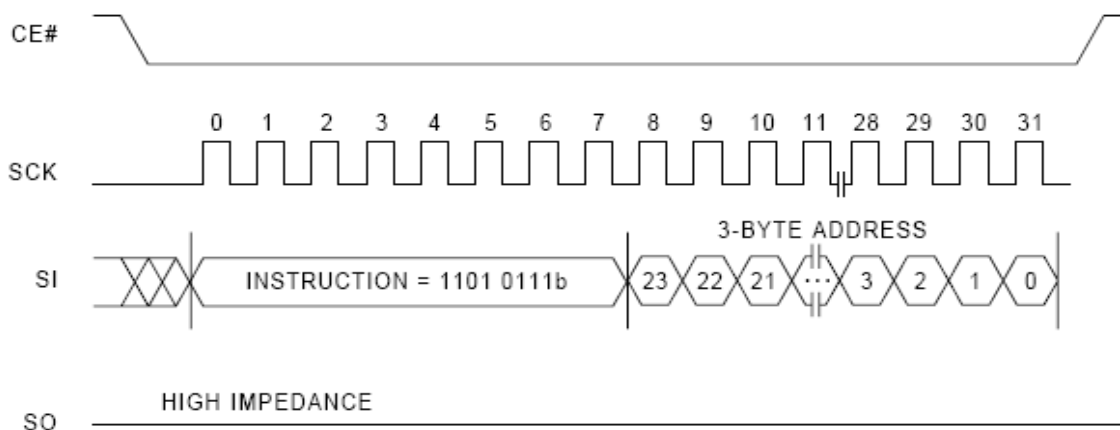 CE#
0 1 2 3 4 5 6 7 8 9 10 11 28 29 30 31
SCK
3-BYTE ADDRESS
SI INSTRUCTION = 1101 0111b 23 22 21 ... 3 2 1 0
HIGH IMPEDANCE
SO